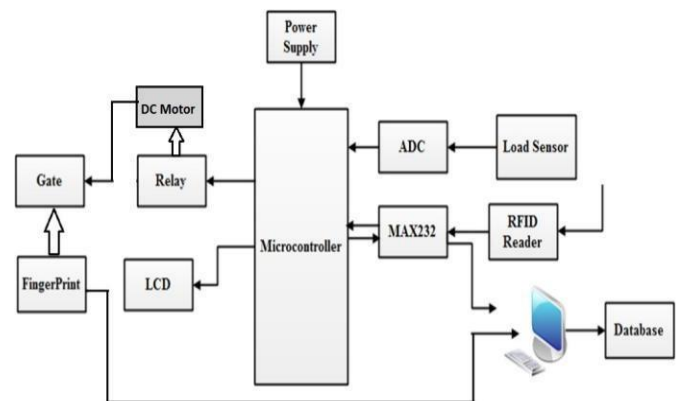 Power
Supply
DC Motor
Gate
Relay
ADC
Load Sensor
Microcontroller
MAX232
RFID
Reader
FingerPrint
LCD
Database